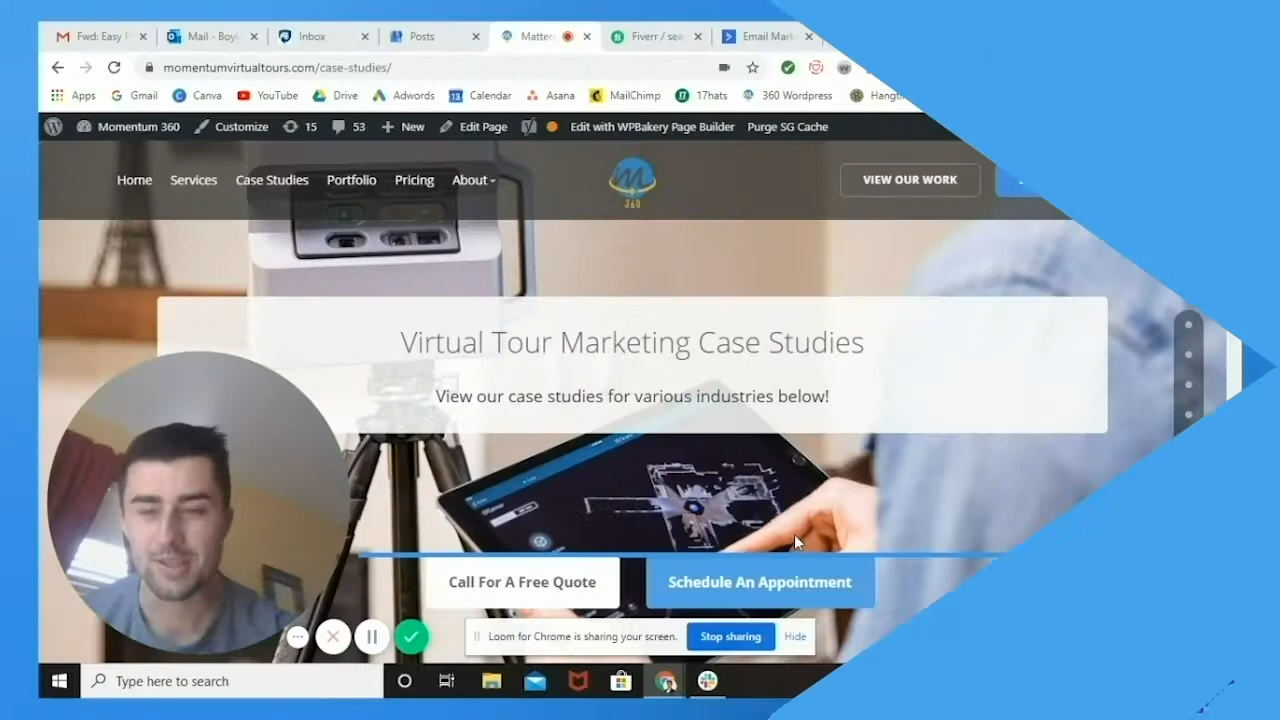 Fwd: Easy
Mail - Boyl
Inbox
Posts
Matter
Fiverr / sea
Email Mark
momentumvirtualtours.com/case-studies/
Apps
Gmail
Canva
YouTube
Drive
Adwords
Calendar
Asana
MailChimp
17hats
360 Wordpress
Hangt
Momentum 360
Customize
15
53
New
Edit Page
Edit with WPBakery Page Builder
Purge SG Cache
Home
Services
Case Studies
Portfolio
Pricing
About
M
360
VIEW OUR WORK
Virtual Tour Marketing Case Studies
View our case studies for various industries below!
Call For A Free Quote
Schedule An Appointment
Loom for Chrome is sharing your screen.
Stop sharing
Hide
Type here to search